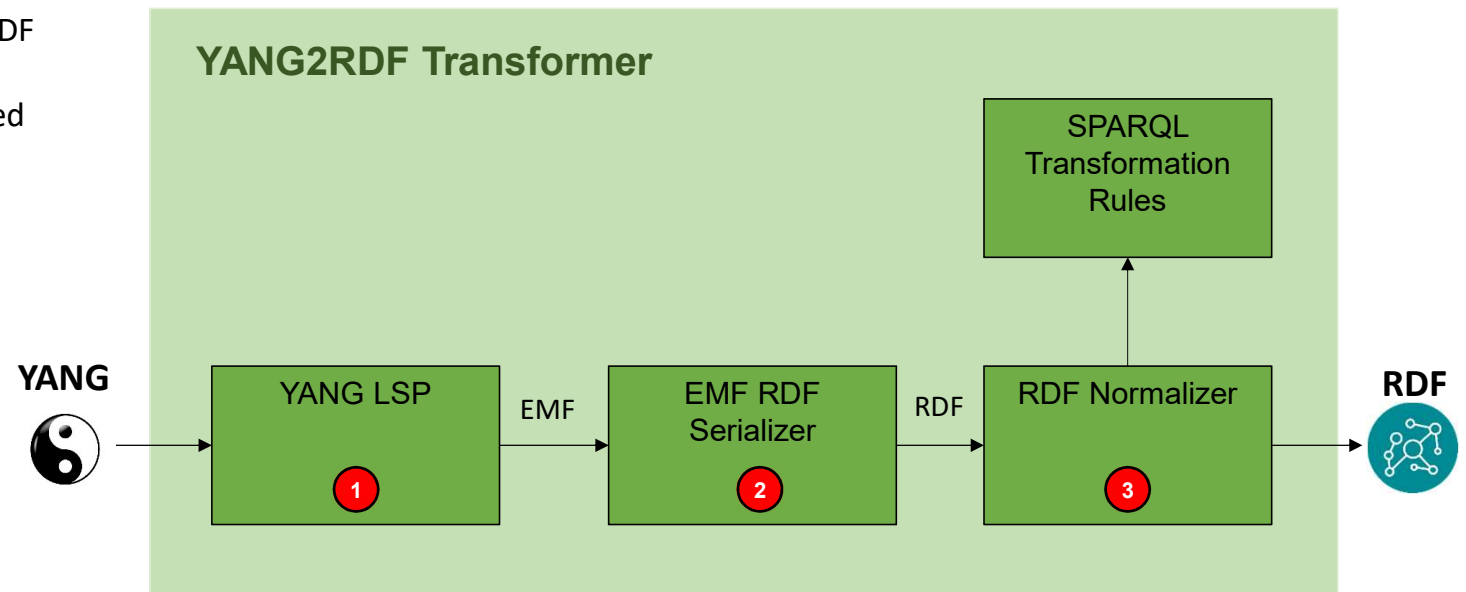 DF
ed
YANG2RDF Transformer
SPARQL
Transformation
Rules
YANG
YANG LSP
EMF
EMF RDF
Serializer
RDF
RDF Normalizer
RDF
1
2
3